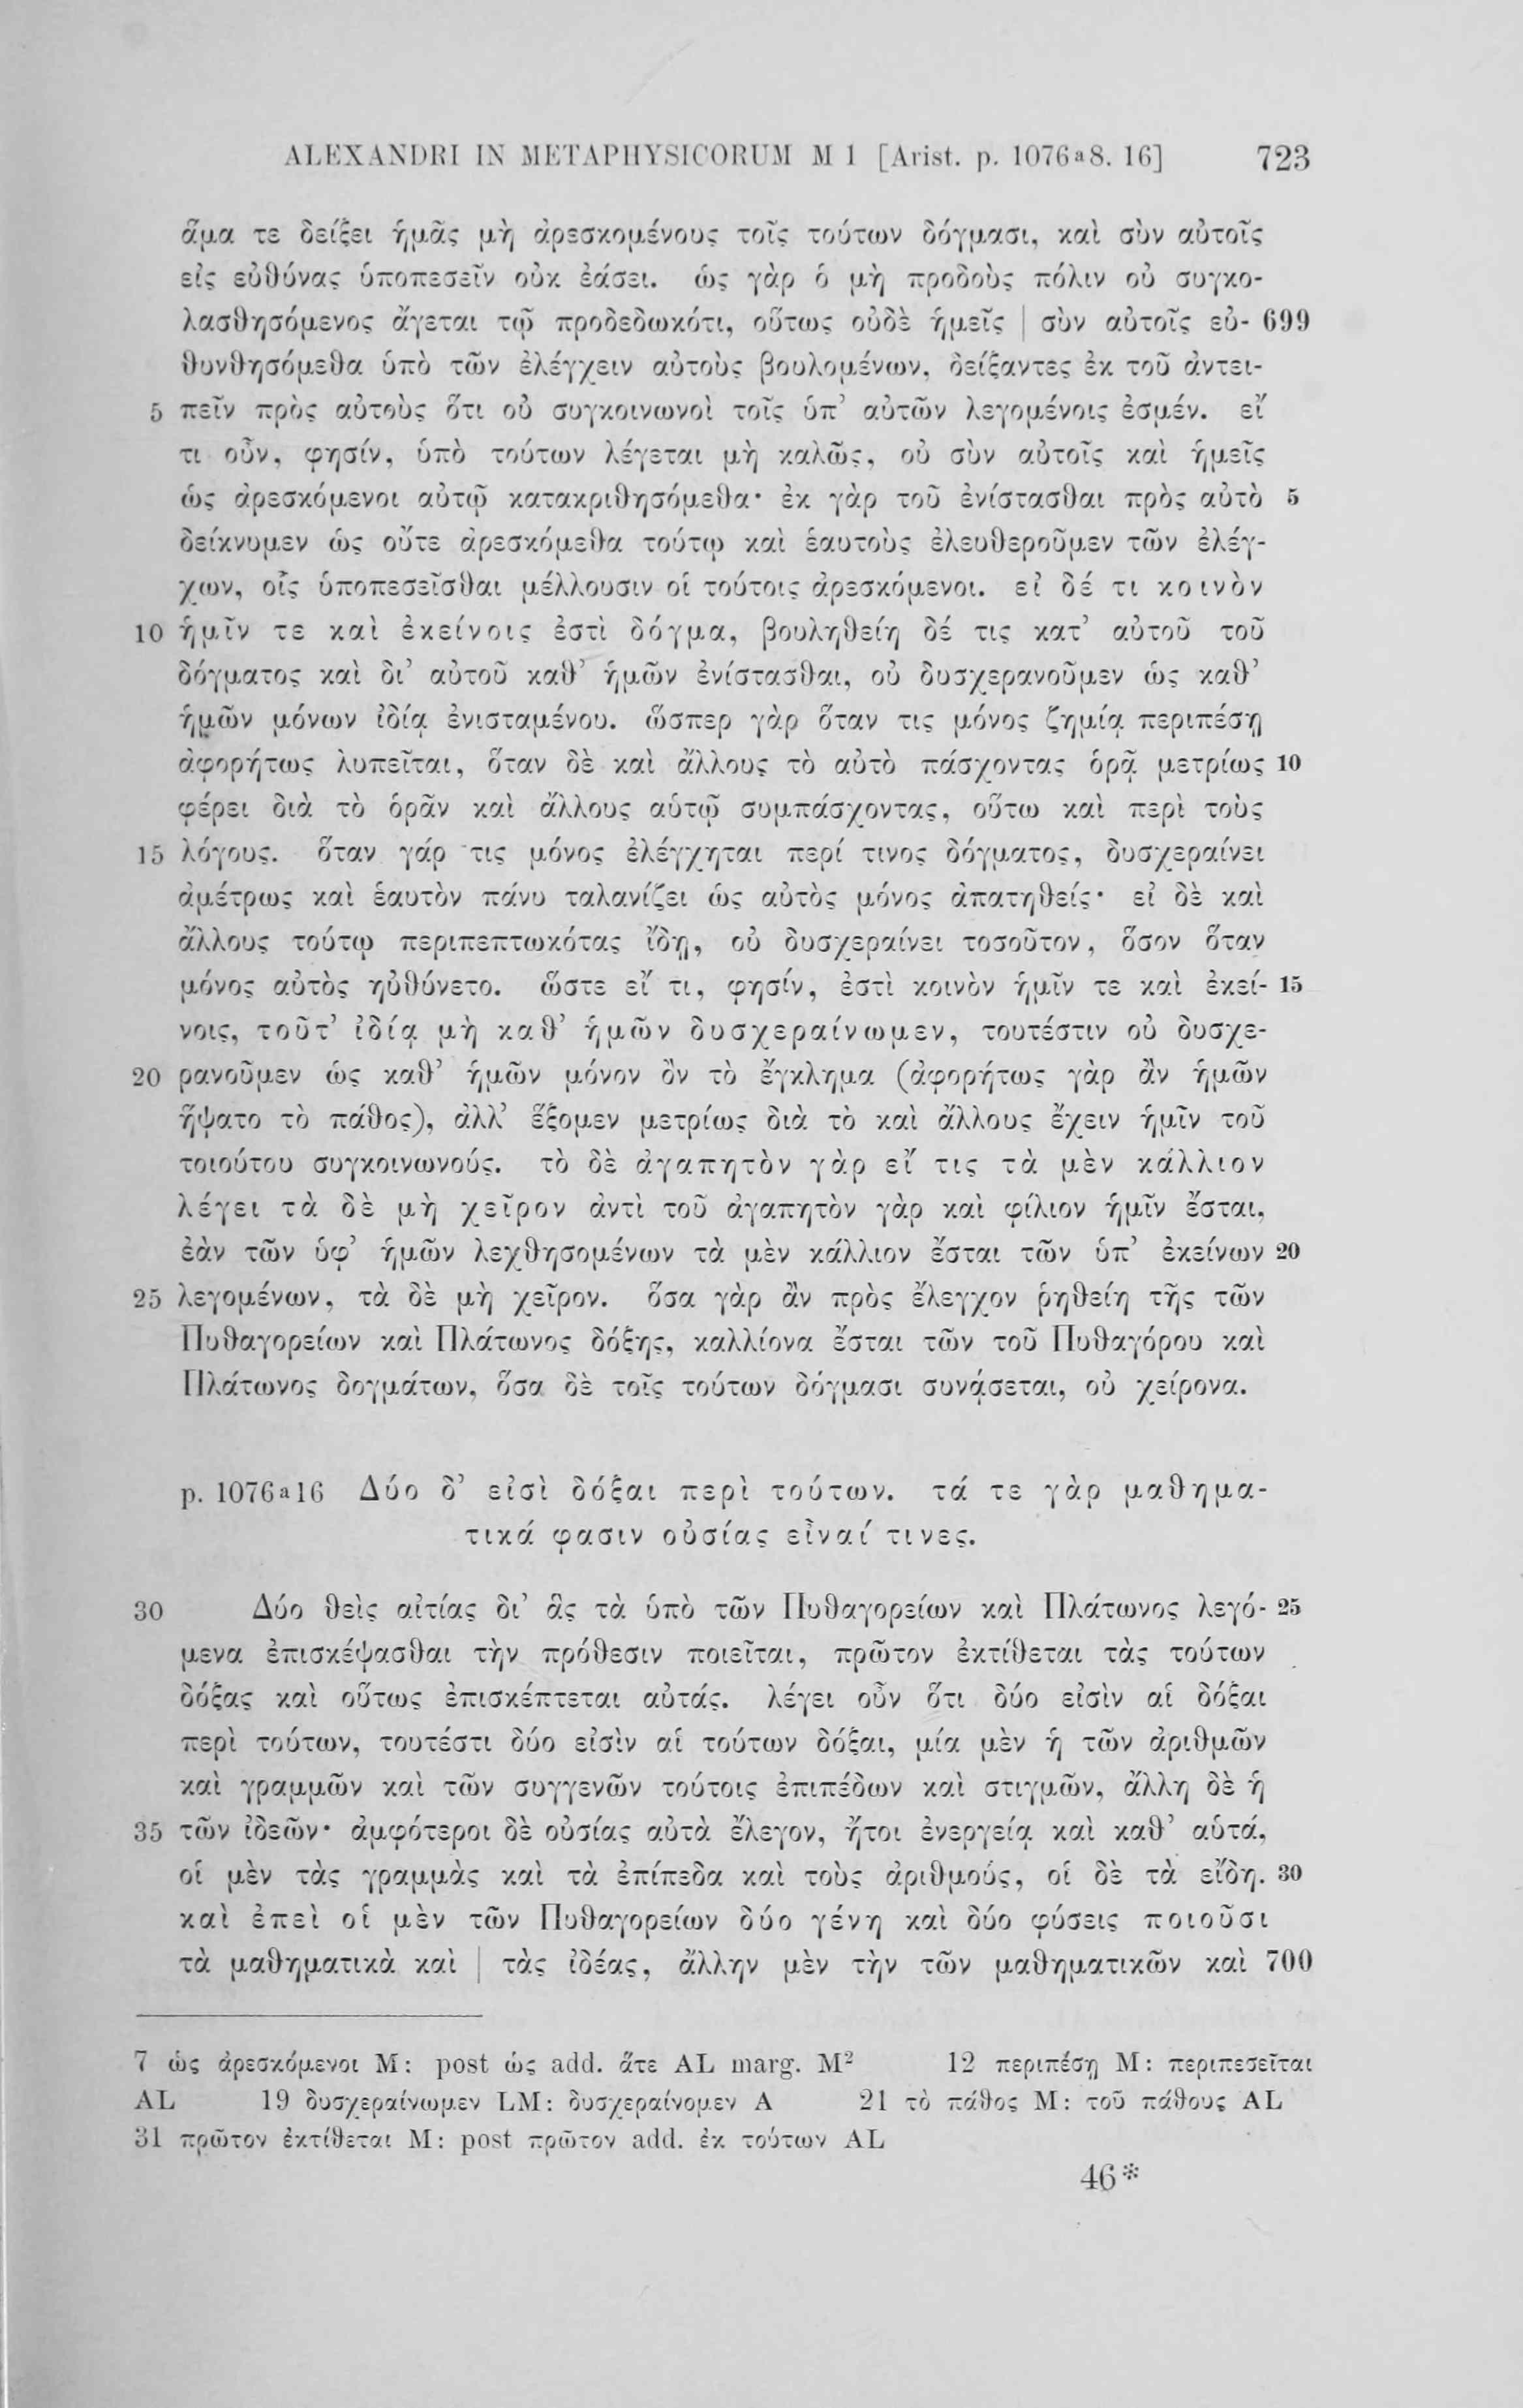 ALEXANDRI IN METAPHYSICORUM M 1 [Arist. p. 1076a8. 16] 723
ἅμα τε δείξει ἡμᾶς μὴ ἀρεσκομένους τοῖς τούτων δόγμασι, καὶ σὺν αὐτοῖς
εἰς εὐθύνας ὑποπεσεῖν οὐκ ἐάσει. ὡς γὰρ ὁ μὴ προδοὺς πόλιν οὐ συγκο-
λασθησόμενος ἄγεται τῷ προδεδωκότι, οὕτως οὐδὲ ἡμεῖς | σὺν αὐτοῖς εὐ- 699
θυνθησόμεθα ὑπὸ τῶν ἐλέγχειν αὐτοὺς βουλομένων, δείξαντες ἐκ τοῦ ἀντει-
5 πεῖν πρὸς αὐτοὺς ὅτι οὐ συγκοινωνοὶ τοῖς ὑπ’ αὐτῶν λεγομένοις ἐσμέν. εἴ
τι οὖν, φησίν, ὑπὸ τούτων λέγεται μὴ καλῶς, οὐ σὺν αὐτοῖς καὶ ἡμεῖς
ὡς ἀρεσκόμενοι αὐτῷ κατακριθησόμεθα· ἐκ γὰρ τοῦ ἐνίστασθαι πρὸς αὐτὸ 5
δείκνυμεν ὡς οὔτε ἀρεσκόμεθα τούτῳ καὶ ἑαυτοὺς ἐλευθεροῦμεν τῶν ἐλέγ-
χων, οἷς ὑποπεσεῖσθαι μέλλουσιν οἱ τούτοις ἀρεσκόμενοι. εἰ δέ τι κοινὸν
10 ἡμῖν τε καὶ ἐκείνοις ἐστὶ δόγμα, βουληθείη δέ τις κατ’ αὐτοῦ τοῦ
δόγματος καὶ δι’ αὐτοῦ καθ’ ἡμῶν ἐνίστασθαι, οὐ δυσχερανοῦμεν ὡς καθ’
ἡμῶν μόνων ἰδίᾳ ἐνισταμένου. ὥσπερ γὰρ ὅταν τις μόνος ζημίᾳ περιπέσῃ
ἀφορήτως λυπεῖται, ὅταν δὲ καὶ ἄλλους τὸ αὐτὸ πάσχοντας ὁρᾷ μετρίως 10
φέρει διὰ τὸ ὁρᾶν καὶ ἄλλους αὑτῷ συμπάσχοντας, οὕτω καὶ περὶ τοὺς
15 λόγους. ὅταν γάρ τις μόνος ἐλέγχηται περί τινος δόγματος, δυσχεραίνει
ἀμέτρως καὶ ἑαυτὸν πάνυ ταλανίζει ὡς αὐτὸς μόνος ἀπατηθείς· εἰ δὲ καὶ
ἄλλους τούτῳ περιπεπτωκότας ἴδῃ, οὐ δυσχεραίνει τοσοῦτον, ὅσον ὅταν
μόνος αὐτὸς ηὐθύνετο. ὥστε εἴ τι, φησίν, ἐστὶ κοινὸν ἡμῖν τε καὶ ἐκεί- 15
νοις, τοῦτ’ ἰδίᾳ μὴ καθ’ ἡμῶν δυσχεραίνωμεν, τουτέστιν οὐ δυσχε-
20 ρανοῦμεν ὡς καθ’ ἡμῶν μόνον ὂν τὸ ἔγκλημα (ἀφορήτως γὰρ ἂν ἡμῶν
ἥψατο τὸ πάθος), ἀλλ’ ἕξομεν μετρίως διὰ τὸ καὶ ἄλλους ἔχειν ἡμῖν τοῦ
τοιούτου συγκοινωνούς. τὸ δὲ ἀγαπητὸν γὰρ εἴ τις τὰ μὲν κάλλιον
λέγει τὰ δὲ μὴ χεῖρον ἀντὶ τοῦ ἀγαπητὸν γὰρ καὶ φίλιον ἡμῖν ἔσται,
ἐὰν τῶν ὑφ’ ἡμῶν λεχθησομένων τὰ μὲν κάλλιον ἔσται τῶν ὑπ’ ἐκείνων 20
25 λεγομένων, τὰ δὲ μὴ χεῖρον. ὅσα γὰρ ἂν πρὸς ἔλεγχον ῥηθείη τῆς τῶν
Πυθαγορείων καὶ Πλάτωνος δόξης, καλλίονα ἔσται τῶν τοῦ Πυθαγόρου καὶ
Πλάτωνος δογμάτων, ὅσα δὲ τοῖς τούτων δόγμασι συνᾴσεται, οὐ χείρονα.
p. 1076a16 Δύο δ’ εἰσὶ δόξαι περὶ τούτων. τά τε γὰρ μαθημα-
τικά φασιν οὐσίας εἶναί τινες.
30 Δύο θεὶς αἰτίας δι’ ἃς τὰ ὑπὸ τῶν Πυθαγορείων καὶ Πλάτωνος λεγό- 25
μενα ἐπισκέψασθαι τὴν πρόθεσιν ποιεῖται, πρῶτον ἐκτίθεται τὰς τούτων
δόξας καὶ οὕτως ἐπισκέπτεται αὐτάς. λέγει οὖν ὅτι δύο εἰσὶν αἱ δόξαι
περὶ τούτων, τουτέστι δύο εἰσὶν αἱ τούτων δόξαι, μία μὲν ἡ τῶν ἀριθμῶν
καὶ γραμμῶν καὶ τῶν συγγενῶν τούτοις ἐπιπέδων καὶ στιγμῶν, ἄλλη δὲ ἡ
35 τῶν ἰδεῶν· ἀμφότεροι δὲ οὐσίας αὐτὰ ἔλεγον, ἤτοι ἐνεργείᾳ καὶ καθ’ αὑτά,
οἱ μὲν τὰς γραμμὰς καὶ τὰ ἐπίπεδα καὶ τοὺς ἀριθμούς, οἱ δὲ τὰ εἴδη. 30
καὶ ἐπεὶ οἱ μὲν τῶν Πυθαγορείων δύο γένη καὶ δύο φύσεις ποιοῦσι
τὰ μαθηματικὰ καὶ | τὰς ἰδέας, ἄλλην μὲν τὴν τῶν μαθηματικῶν καὶ 700
7 ὡς ἀρεσκόμενοι M: post ὡς add. ἅτε AL marg. M² 12 περιπέσῃ M: περιπεσεῖται
AL 19 δυσχεραίνωμεν LM: δυσχεραίνομεν A 21 τὸ πάθος M: τοῦ πάθους AL
31 πρῶτον ἐκτίθεται M: post πρῶτον add. ἐκ τούτων AL
46*